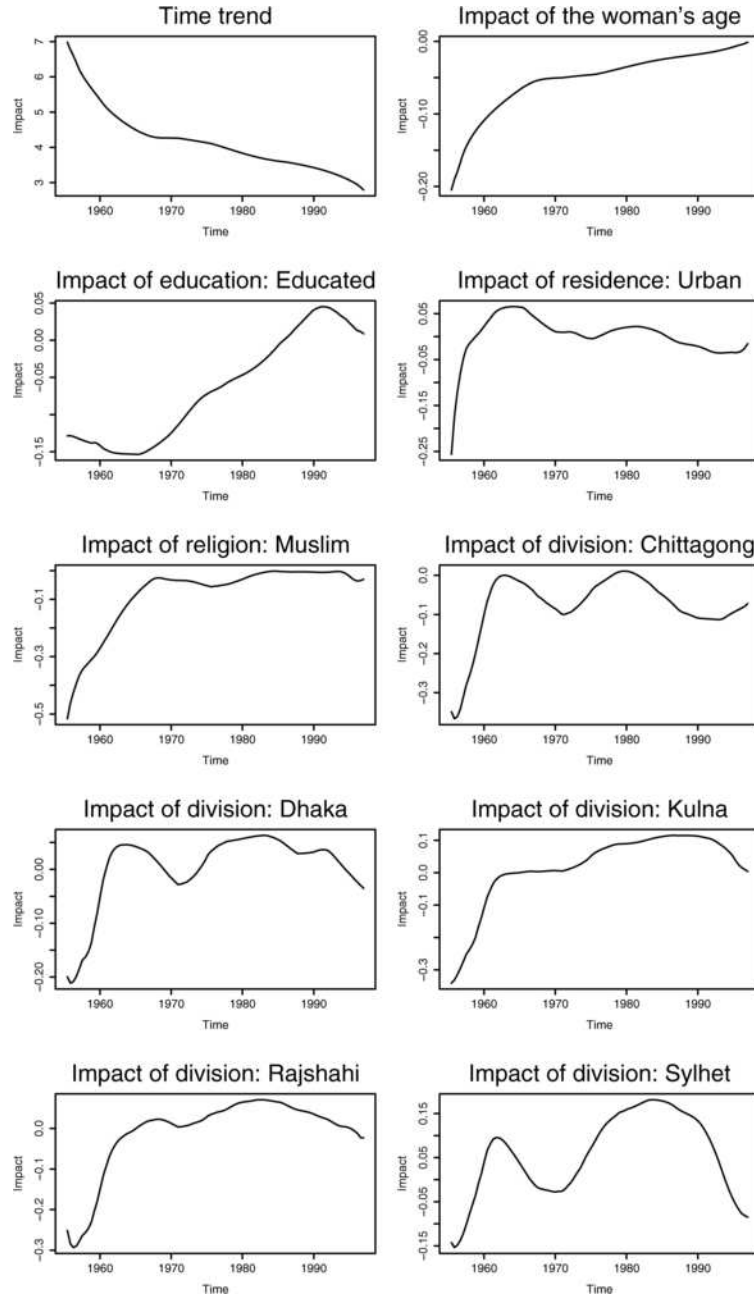 Time trend
Impact
7
6
5
4
3
1960 1970 1980 1990
Time
Impact of the woman's age
Impact
0.00
−0.10
−0.20
1960 1970 1980 1990
Time
Impact of education: Educated
Impact
0.05
0.00
−0.05
−0.15
1960 1970 1980 1990
Time
Impact of residence: Urban
Impact
0.05
−0.05
−0.15
−0.25
1960 1970 1980 1990
Time
Impact of religion: Muslim
Impact
−0.1
−0.3
−0.5
1960 1970 1980 1990
Time
Impact of division: Chittagong
Impact
0.0
−0.1
−0.3
1960 1970 1980 1990
Time
Impact of division: Dhaka
Impact
0.00
−0.10
−0.20
1960 1970 1980 1990
Time
Impact of division: Kulna
Impact
0.1
0.0
−0.1
−0.3
1960 1970 1980 1990
Time
Impact of division: Rajshahi
Impact
0.0
−0.1
−0.2
−0.3
1960 1970 1980 1990
Time
Impact of division: Sylhet
Impact
0.15
0.05
−0.05
−0.15
1960 1970 1980 1990
Time